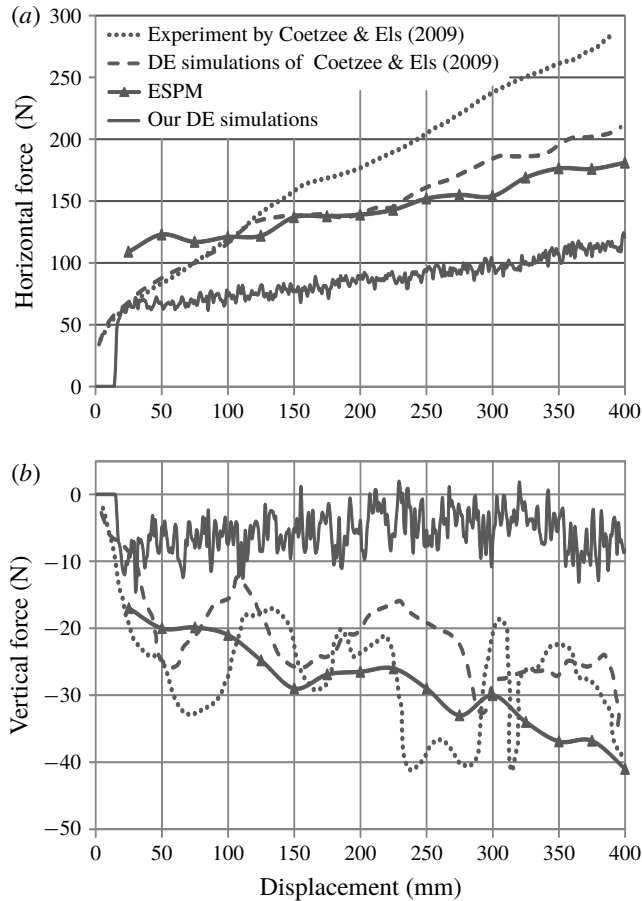 (a)
300
250
200
150
100
50
0
Horizontal force (N)
Experiment by Coetzee & Els (2009)
DE simulations of Coetzee & Els (2009)
ESPM
Our DE simulations
0 50 100 150 200 250 300 350 400
(b)
0
−10
−20
−30
−40
−50
Vertical force (N)
0 50 100 150 200 250 300 350 400
Displacement (mm)